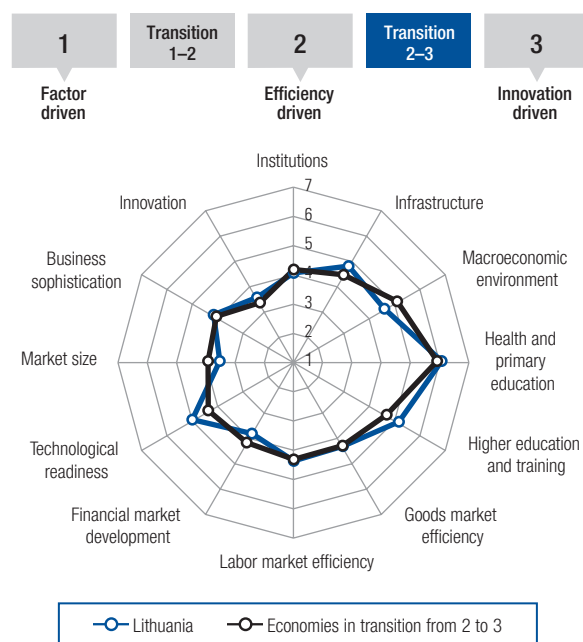 1
Transition
1–2
2
Transition
2–3
3
Factor
driven
Efficiency
driven
Innovation
driven
Institutions
Innovation
7
Infrastructure
6
Business
sophistication
5
Macroeconomic
environment
4
3
2
Market size
1
Health and
primary
education
Technological
readiness
Higher education
and training
Financial market
development
Goods market
efficiency
Labor market efficiency
Lithuania
Economies in transition from 2 to 3